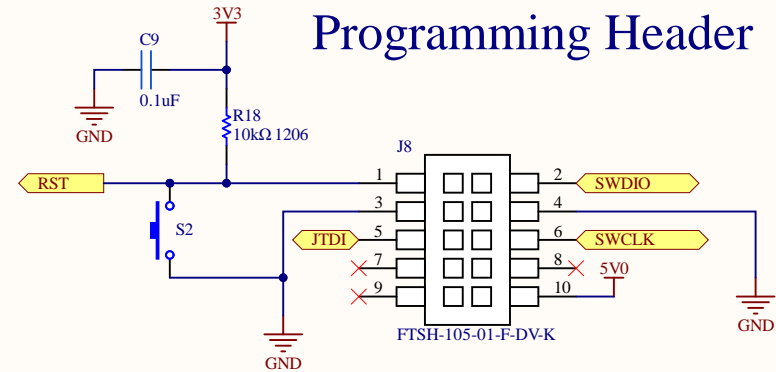 Programming Header
3V3
C9
0.1uF
GND
R18
10kΩ 1206
J8
RST
1
2
SWDIO
3
4
S2
JTDI
5
6
SWCLK
7
8
5V0
9
10
FTSH-105-01-F-DV-K
GND
GND